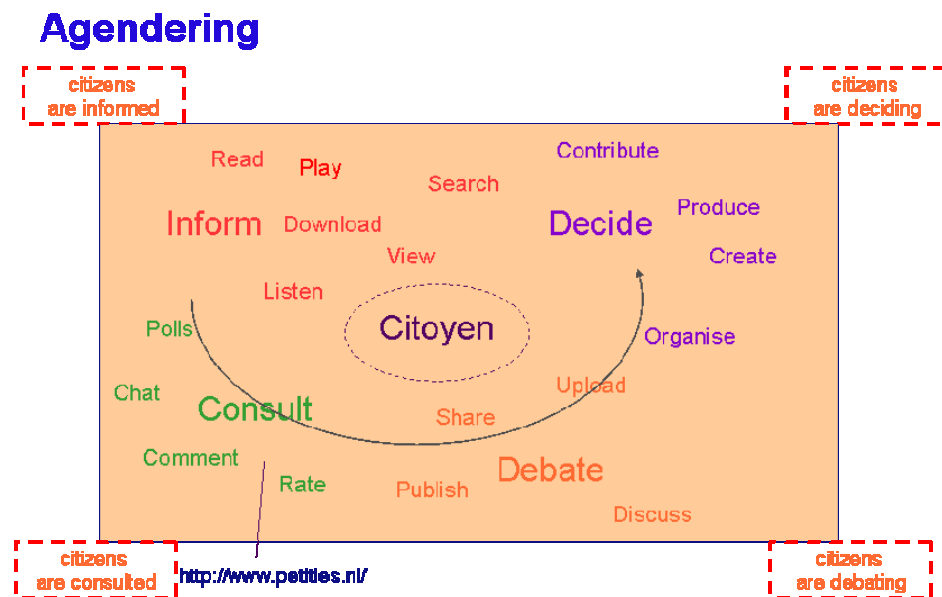 Agendering
citizens
are informed
citizens
are deciding
Read
Play
Search
Contribute
Inform
Download
View
Listen
Decide
Produce
Create
Citoyen
Polls
Chat
Consult
Comment
Rate
Organise
Upload
Share
Debate
Publish
Discuss
citizens
are consulted
http://www.petities.nl/
citizens
are debating